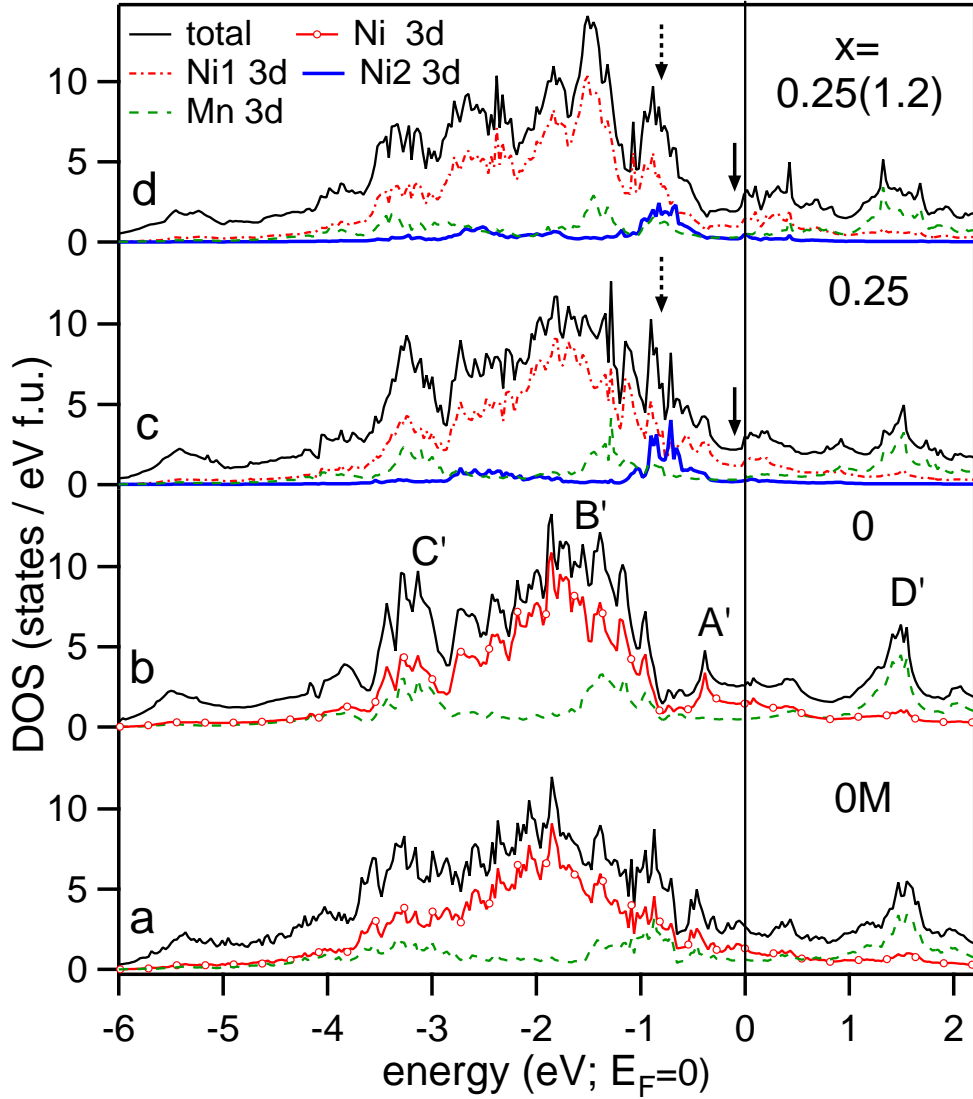 total
Ni 3d
Ni1 3d
Ni2 3d
Mn 3d
x=
0.25(1.2)
d
10
5
0
0.25
c
10
5
0
0
C'
B'
A'
D'
b
10
5
0
0M
a
10
5
0
DOS (states / eV f.u.)
-6 -5 -4 -3 -2 -1 0 1 2
energy (eV; E_F=0)